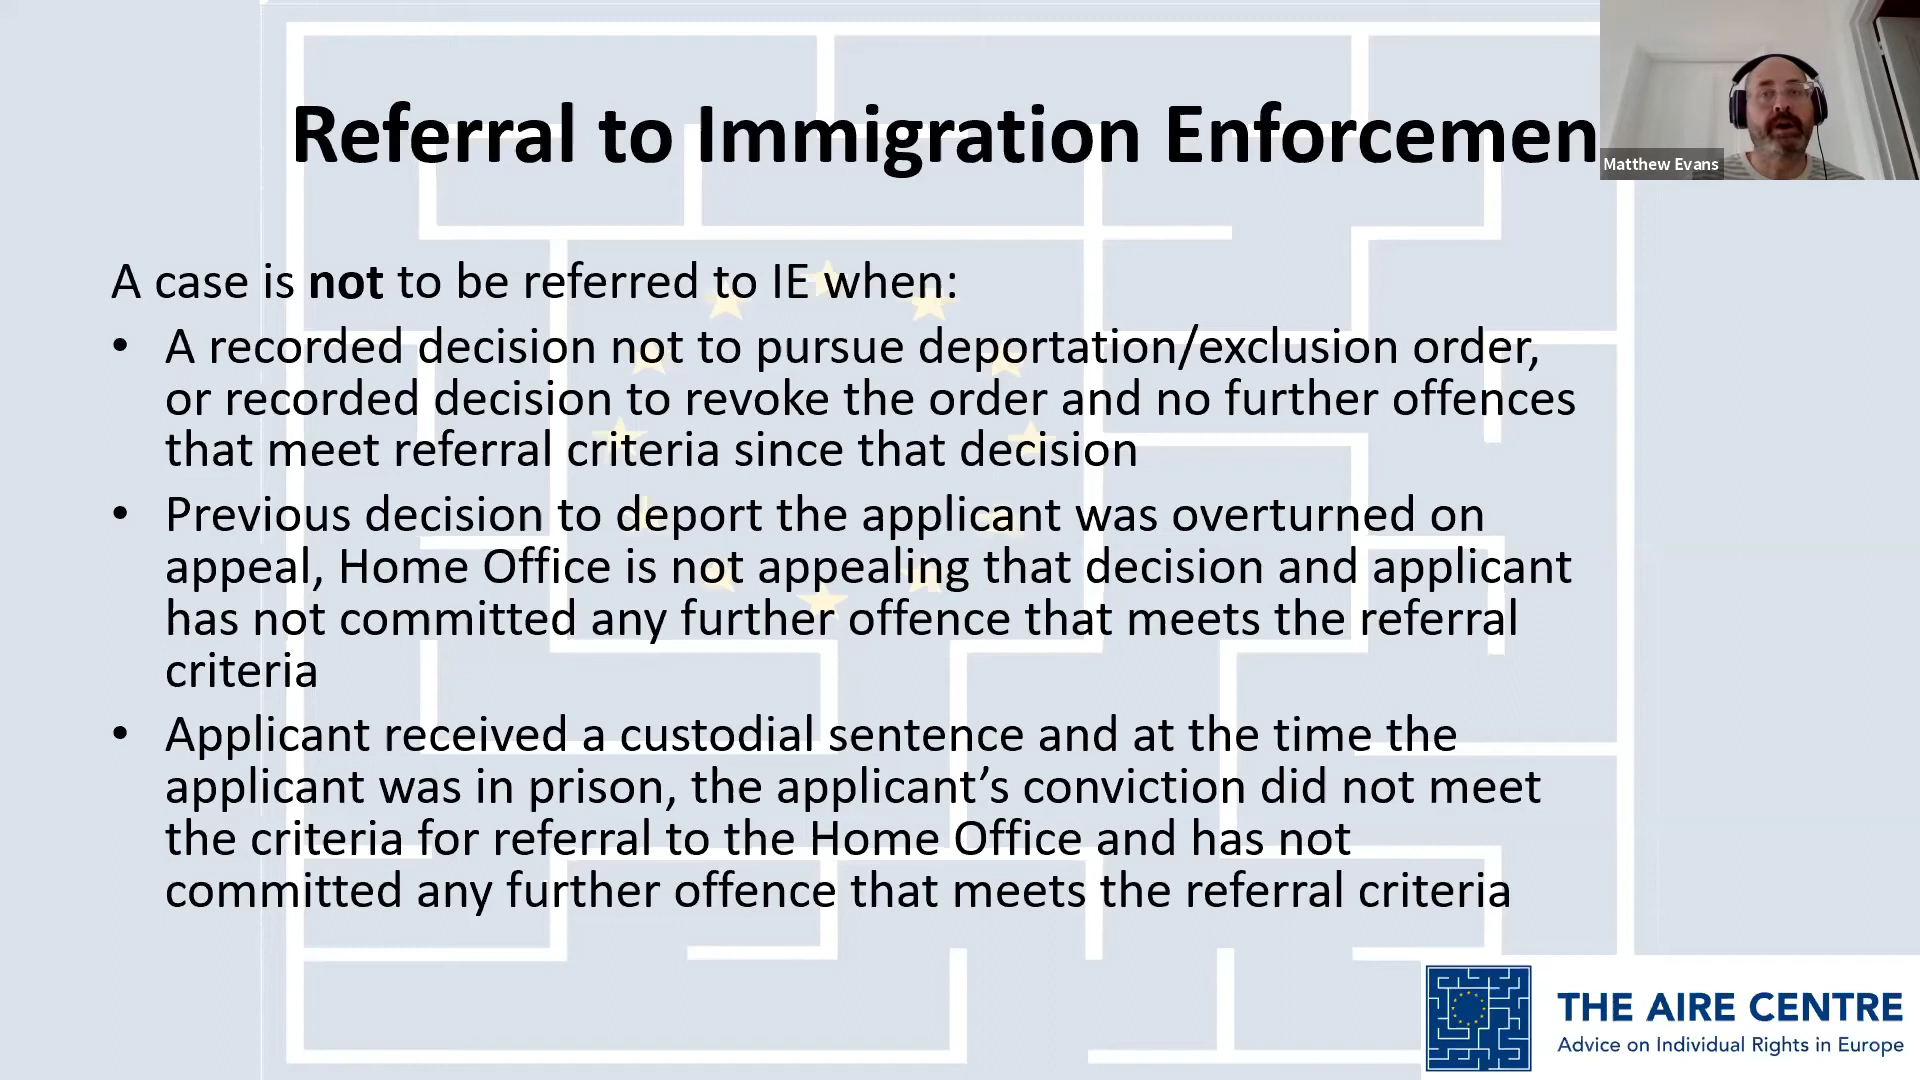 Referral to Immigration Enforcemen
Matthew Evans
A case is not to be referred to IE when:
• A recorded decision not to pursue deportation/exclusion order,
or recorded decision to revoke the order and no further offences
that meet referral criteria since that decision
• Previous decision to deport the applicant was overturned on
appeal, Home Office is not appealing that decision and applicant
has not committed any further offence that meets the referral
criteria
• Applicant received a custodial sentence and at the time the
applicant was in prison, the applicant’s conviction did not meet
the criteria for referral to the Home Office and has not
committed any further offence that meets the referral criteria
THE AIRE CENTRE
Advice on Individual Rights in Europe